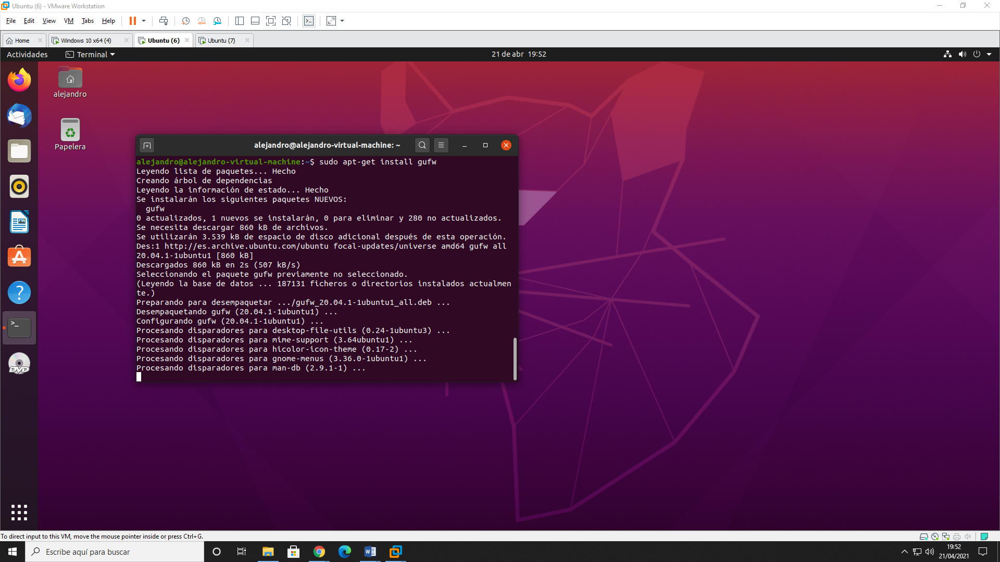 Ubuntu (6) - VMware Workstation
File Edit View VM Tabs Help
Home Windows 10 x64 (4) Ubuntu (6) Ubuntu (7)
Actividades Terminal 21 de abr 19:52
alejandro
Papelera
alejandro@alejandro-virtual-machine: ~
alejandro@alejandro-virtual-machine:~$ sudo apt-get install gufw
Leyendo lista de paquetes... Hecho
Creando árbol de dependencias
Leyendo la información de estado... Hecho
Se instalarán los siguientes paquetes NUEVOS:
gufw
0 actualizados, 1 nuevos se instalarán, 0 para eliminar y 280 no actualizados.
Se necesita descargar 860 kB de archivos.
Se utilizarán 3.539 kB de espacio de disco adicional después de esta operación.
Des:1 http://es.archive.ubuntu.com/ubuntu focal-updates/universe amd64 gufw all
20.04.1-1ubuntu1 [860 kB]
Descargados 860 kB en 2s (507 kB/s)
Seleccionando el paquete gufw previamente no seleccionado.
(Leyendo la base de datos ... 187131 ficheros o directorios instalados actualmen
te.)
Preparando para desempaquetar .../gufw_20.04.1-1ubuntu1_all.deb ...
Desempaquetando gufw (20.04.1-1ubuntu1) ...
Configurando gufw (20.04.1-1ubuntu1) ...
Procesando disparadores para desktop-file-utils (0.24-1ubuntu3) ...
Procesando disparadores para mime-support (3.64ubuntu1) ...
Procesando disparadores para hicolor-icon-theme (0.17-2) ...
Procesando disparadores para gnome-menus (3.36.0-1ubuntu1) ...
Procesando disparadores para man-db (2.9.1-1) ...
DVD
To direct input to this VM, move the mouse pointer inside or press Ctrl+G.
Escribe aquí para buscar
19:52
21/04/2021